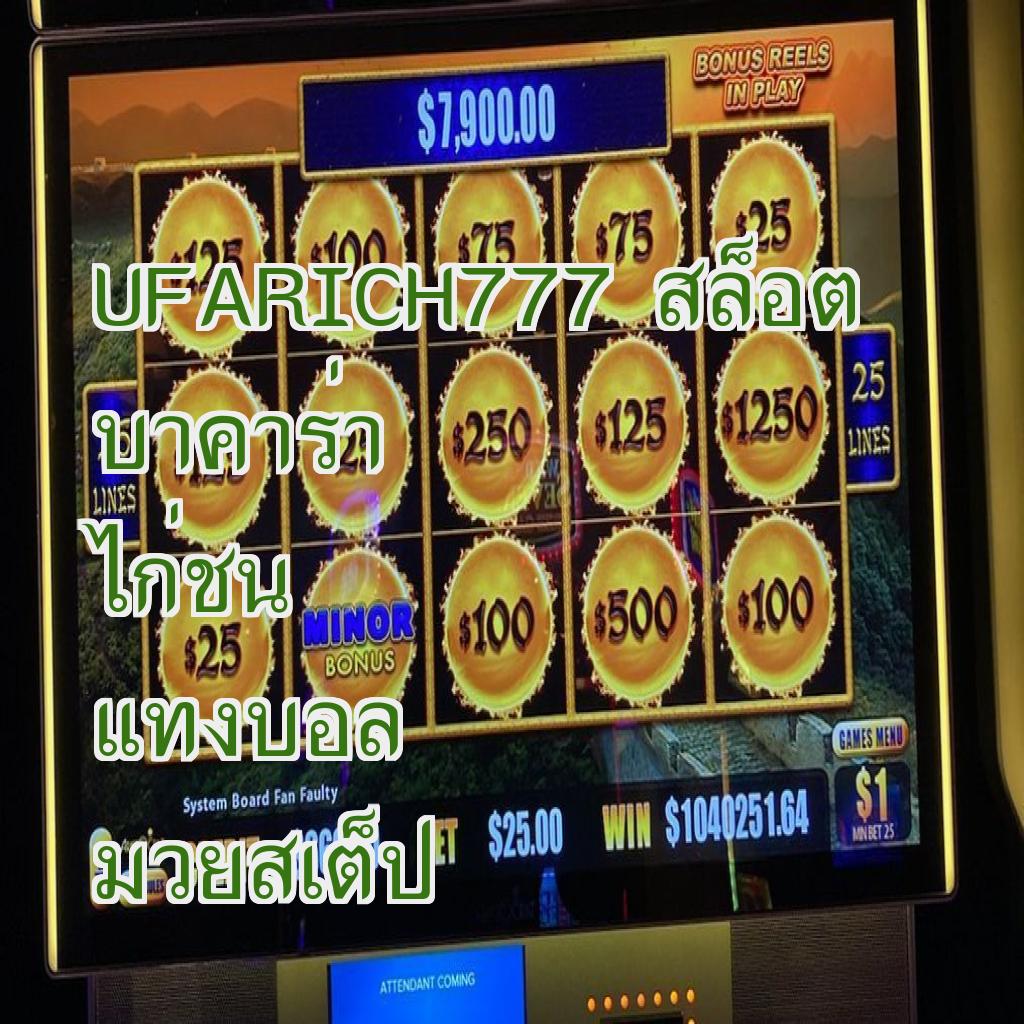 BONUS REELS
IN PLAY
$7,900.00
$125 $100 $75 $75 $25
UFARICH777 สล็อต
25
LINES
$250 $125 $1250
บาคาร่า
LINES
ไก่ชน
$25 MINOR
BONUS
$100 $500 $100
แทงบอล
GAMES MENU
System Board Fan Faulty
$25.00 WIN $1040251.64
$1
MIN BET 25
มวยสเต็ป
ATTENDANT COMING